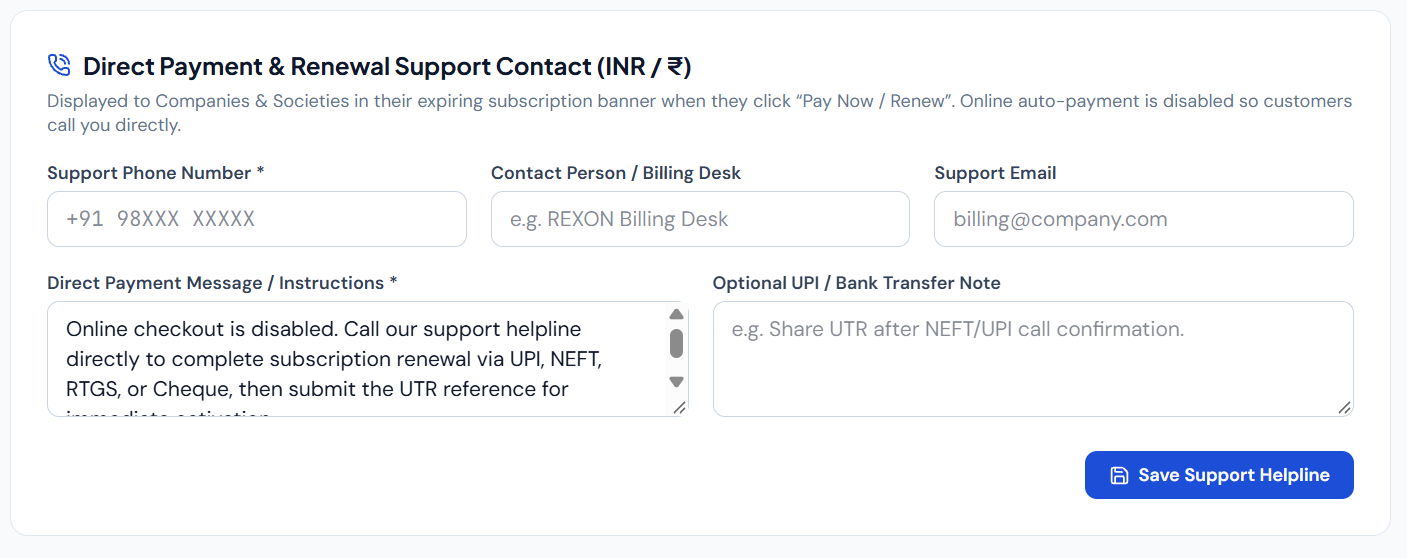 Direct Payment & Renewal Support Contact (INR / ₹)
Displayed to Companies & Societies in their expiring subscription banner when they click “Pay Now / Renew”. Online auto-payment is disabled so customers
call you directly.
Support Phone Number *
Contact Person / Billing Desk
Support Email
+91 98XXX XXXXX
e.g. REXON Billing Desk
billing@company.com
Direct Payment Message / Instructions *
Optional UPI / Bank Transfer Note
Online checkout is disabled. Call our support helpline
directly to complete subscription renewal via UPI, NEFT,
RTGS, or Cheque, then submit the UTR reference for
e.g. Share UTR after NEFT/UPI call confirmation.
Save Support Helpline